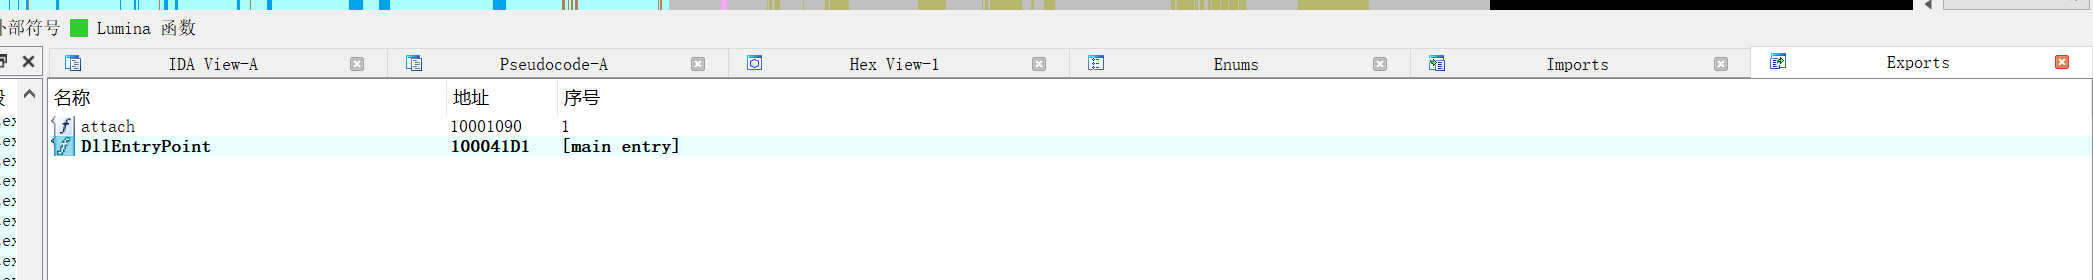 外部符号 Lumina 函数
IDA View-A Pseudocode-A Hex View-1 Enums Imports Exports
名称 地址 序号
attach 10001090 1
DllEntryPoint 100041D1 [main entry]